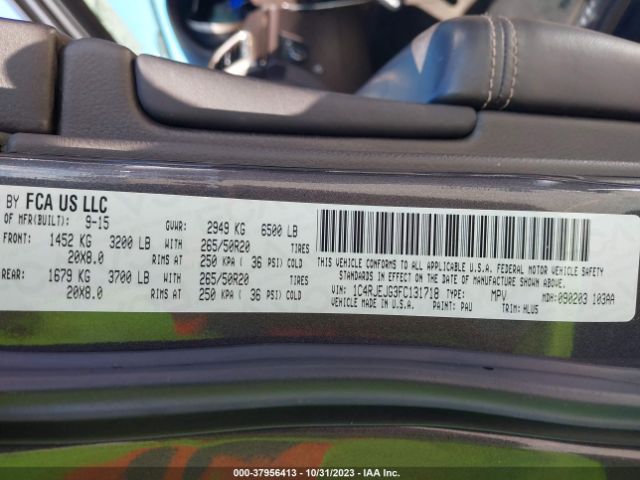 BY FCA US LLC
OF MFR(BUILT): 9-15 GVWR: 2949 KG 6500 LB
FRONT: 1452 KG 3200 LB WITH 265/50R20 TIRES
20X8.0 RIMS AT 250 KPA ( 36 PSI) COLD
REAR: 1679 KG 3700 LB WITH 265/50R20 TIRES
20X8.0 RIMS AT 250 KPA ( 36 PSI) COLD
THIS VEHICLE CONFORMS TO ALL APPLICABLE U.S.A. FEDERAL MOTOR VEHICLE SAFETY
STANDARDS IN EFFECT ON THE DATE OF MANUFACTURE SHOWN ABOVE.
VIN: 1C4RJEJG3FC131718 TYPE: MPV MDH:090203 103AA
VEHICLE MADE IN U.S.A. PAINT: PAU TRIM: HLU5
000-37956413 - 10/31/2023 - IAA Inc.